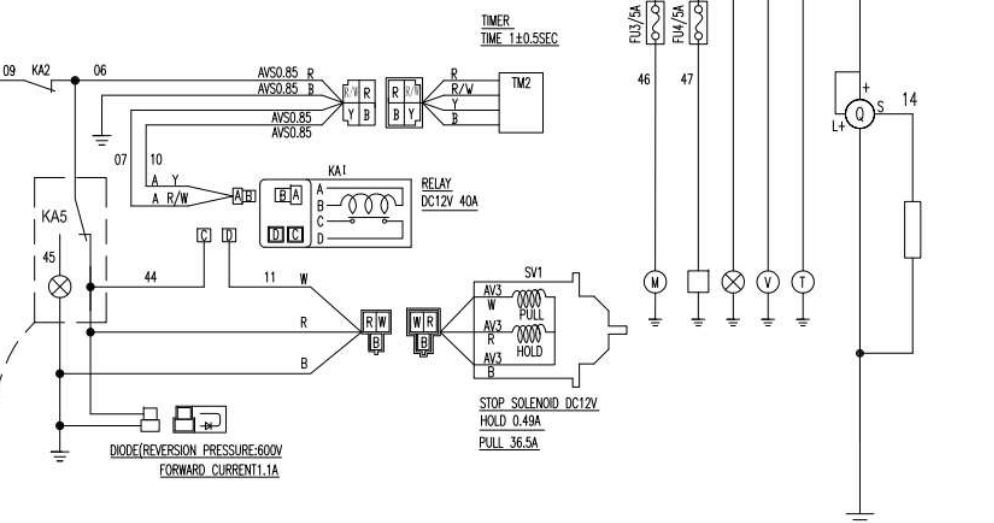 TIMER
TIME 1±0.5SEC
FU3/5A
FU4/5A
09 KA2 06
AVS0.85 R
AVS0.85 B
AVS0.85
AVS0.85
R/W R
Y B
R R/W
B Y
R
R/W
Y
B
TM2
46
47
07 10
A Y
A R/W
A B
KA1
B A
D C
A
B
C
D
RELAY
DC12V 40A
KA5
45
C D
44
11 W
R
B
R W
B
W R
B
SV1
AV3
W
PULL
AV3
R
HOLD
AV3
B
STOP SOLENOID DC12V
HOLD 0.49A
PULL 36.5A
DIODE(REVERSION PRESSURE:600V
FORWARD CURRENT1.1A
M
V
T
+
Q
S
L+
14